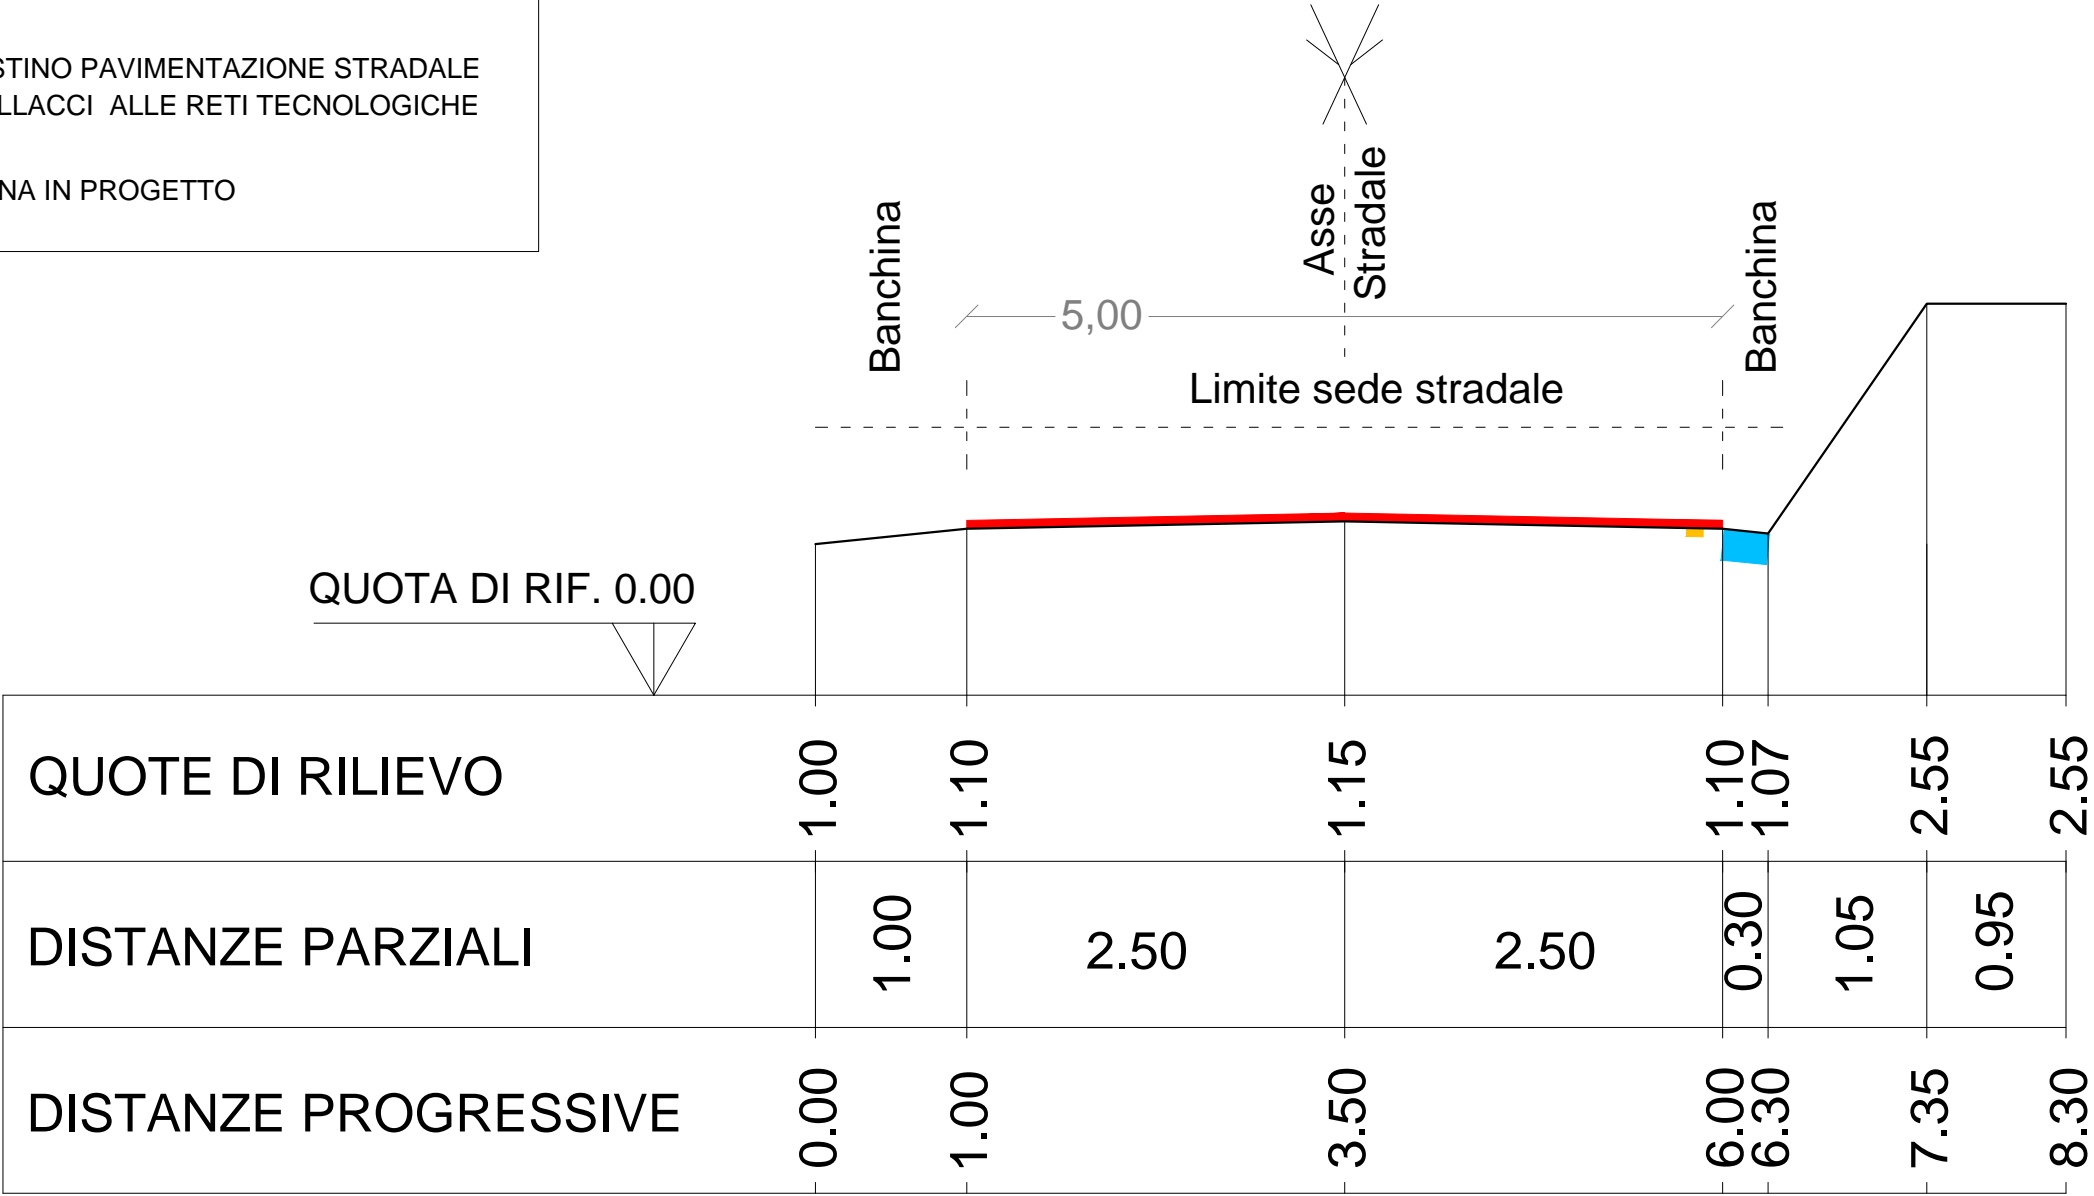 PAVIMENTAZIONE STRADALE
ALLE RETI TECNOLOGICHE
IN PROGETTO
Asse
Stradale
Banchina
Banchina
5,00
Limite sede stradale
QUOTA DI RIF. 0.00
QUOTE DI RILIEVO
1.00
1.10
1.15
1.10
1.07
2.55
2.55
DISTANZE PARZIALI
1.00
2.50
2.50
0.30
1.05
0.95
DISTANZE PROGRESSIVE
0.00
1.00
3.50
6.00
6.30
7.35
8.30